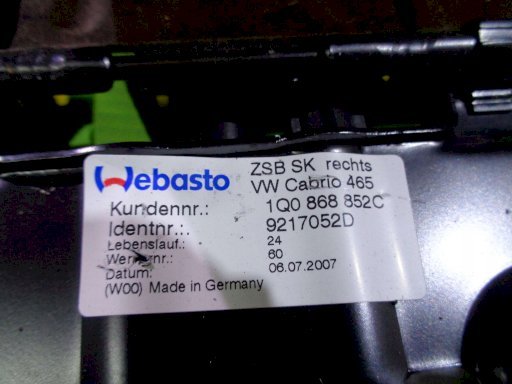 Webasto ZSB SK rechts
VW Cabrio 465
Kundennr.: 1Q0 868 852C
Identnr.: 9217052D
Lebenslauf.: 24
Werksnr.: 60
Datum: 06.07.2007
(W00) Made in Germany